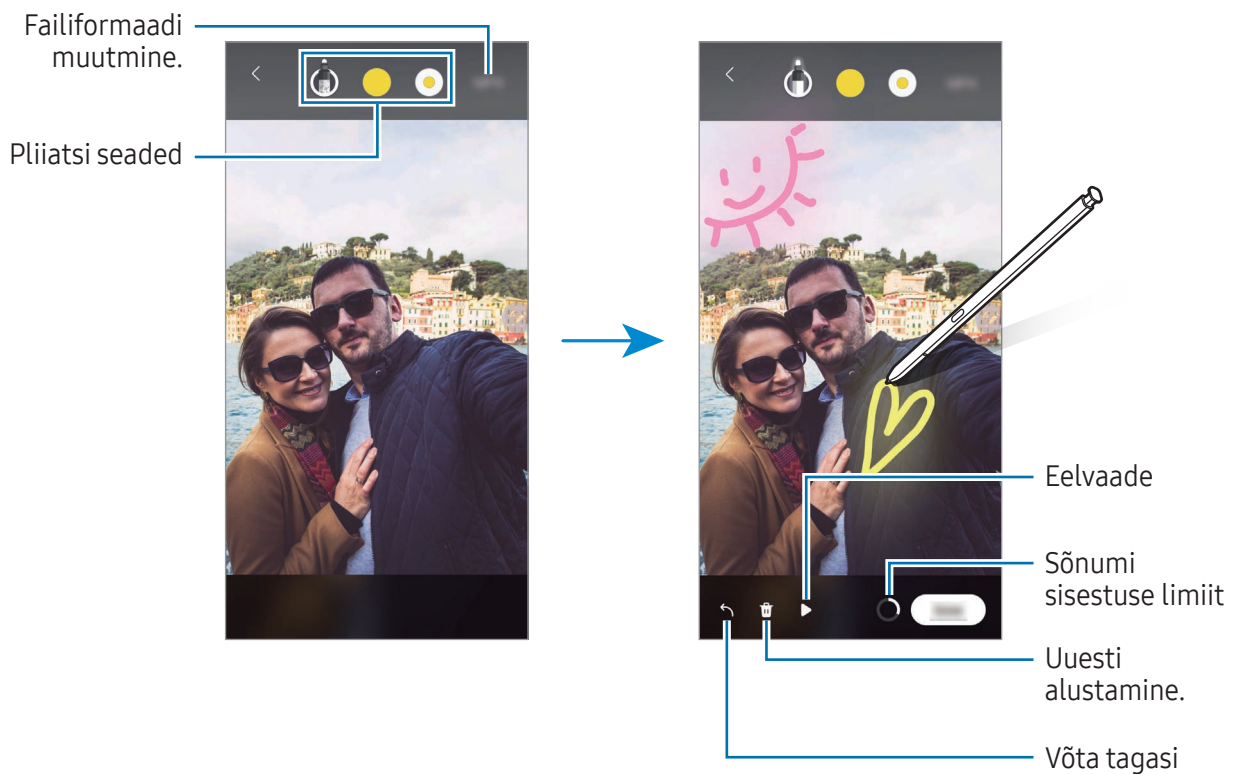 Failiformaadi
muutmine.
Pliiatsi seaded
Eelvaade
Sõnumi
sisestuse limiit
Uuesti
alustamine.
Võta tagasi